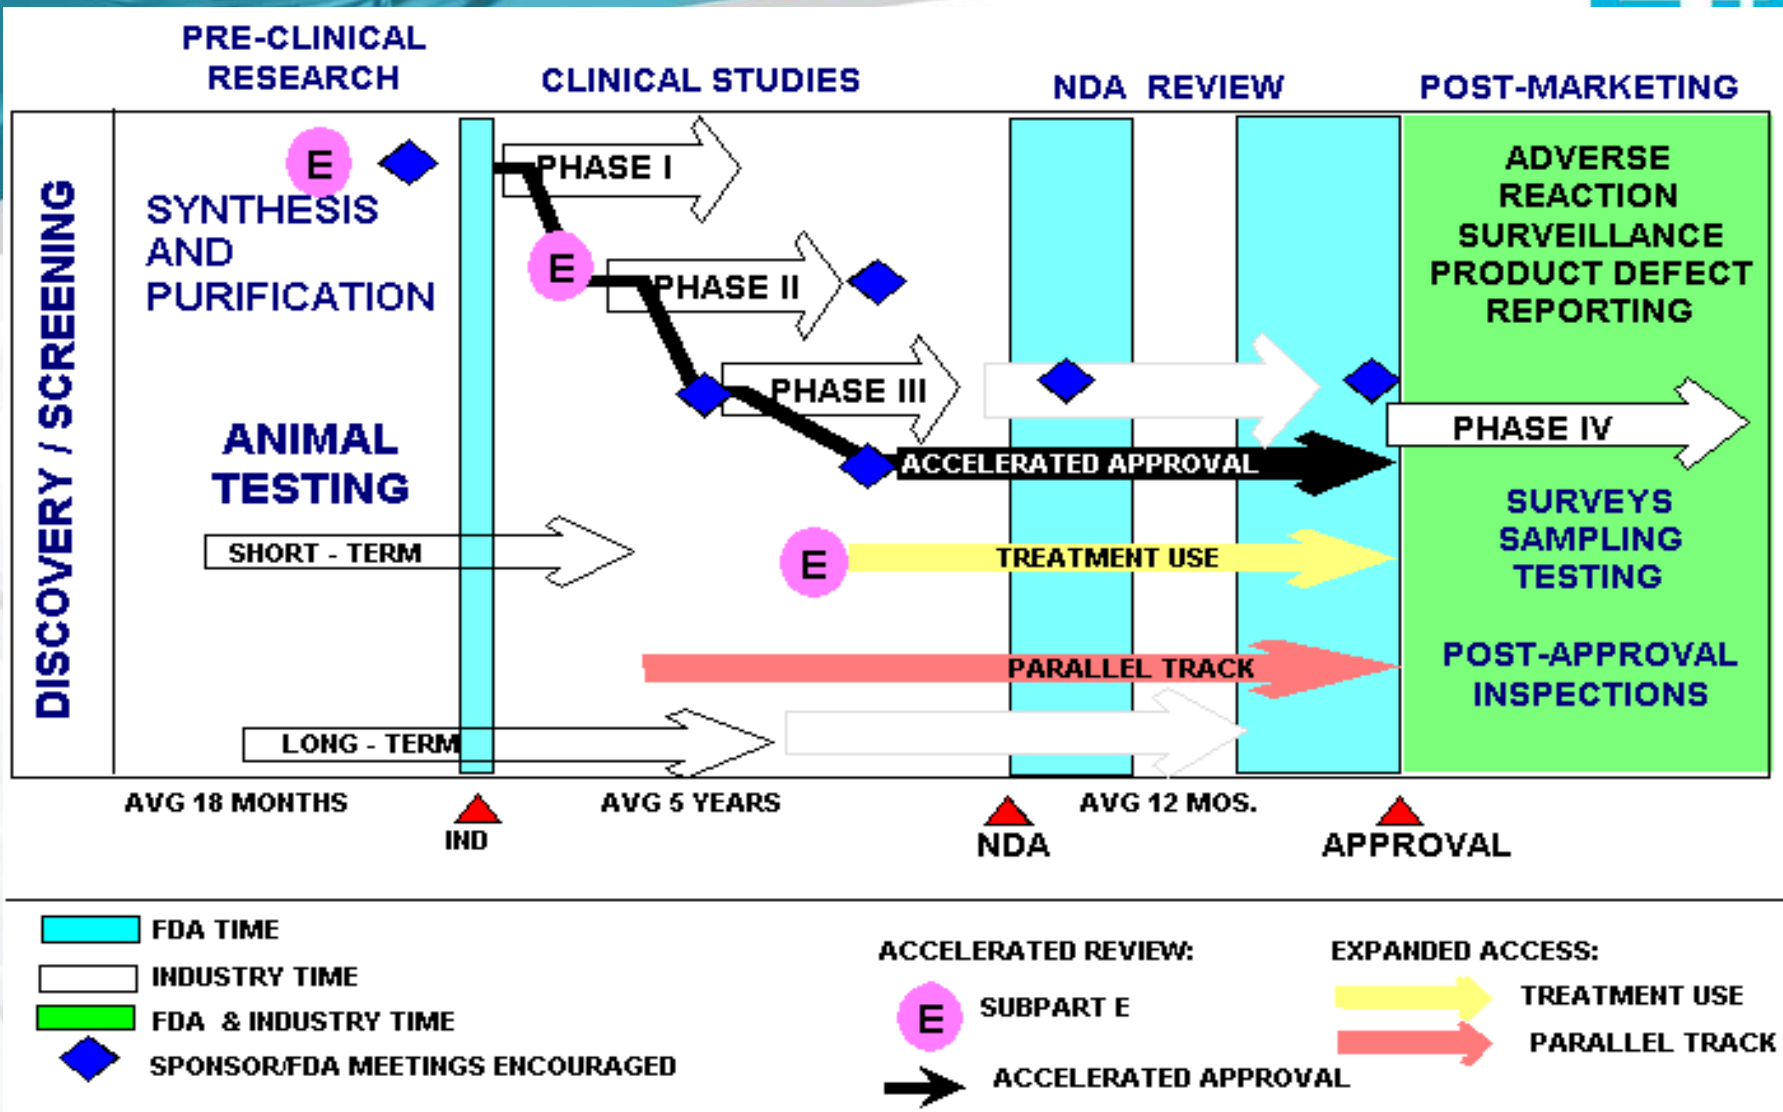 PRE-CLINICAL
RESEARCH
CLINICAL STUDIES
NDA REVIEW
POST-MARKETING
DISCOVERY / SCREENING
E
SYNTHESIS
AND
PURIFICATION
ANIMAL
TESTING
SHORT - TERM
LONG - TERM
PHASE I
E
PHASE II
PHASE III
ACCELERATED APPROVAL
E
TREATMENT USE
PARALLEL TRACK
ADVERSE
REACTION
SURVEILLANCE
PRODUCT DEFECT
REPORTING
PHASE IV
SURVEYS
SAMPLING
TESTING
POST-APPROVAL
INSPECTIONS
AVG 18 MONTHS
IND
AVG 5 YEARS
NDA
AVG 12 MOS.
APPROVAL
FDA TIME
INDUSTRY TIME
FDA & INDUSTRY TIME
SPONSOR/FDA MEETINGS ENCOURAGED
ACCELERATED REVIEW:
E
SUBPART E
ACCELERATED APPROVAL
EXPANDED ACCESS:
TREATMENT USE
PARALLEL TRACK